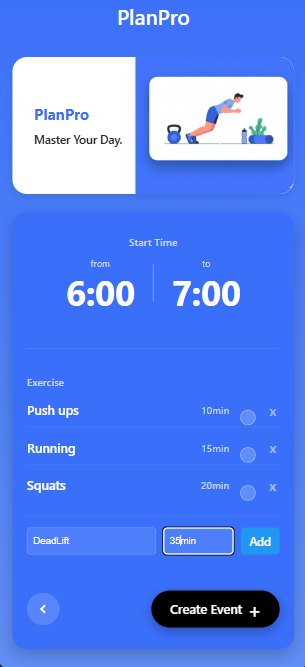 PlanPro
PlanPro
Master Your Day.
Start Time
from to
6:00 7:00
Exercise
Push ups 10min x
Running 15min x
Squats 20min x
DeadLift 35min Add
Create Event +